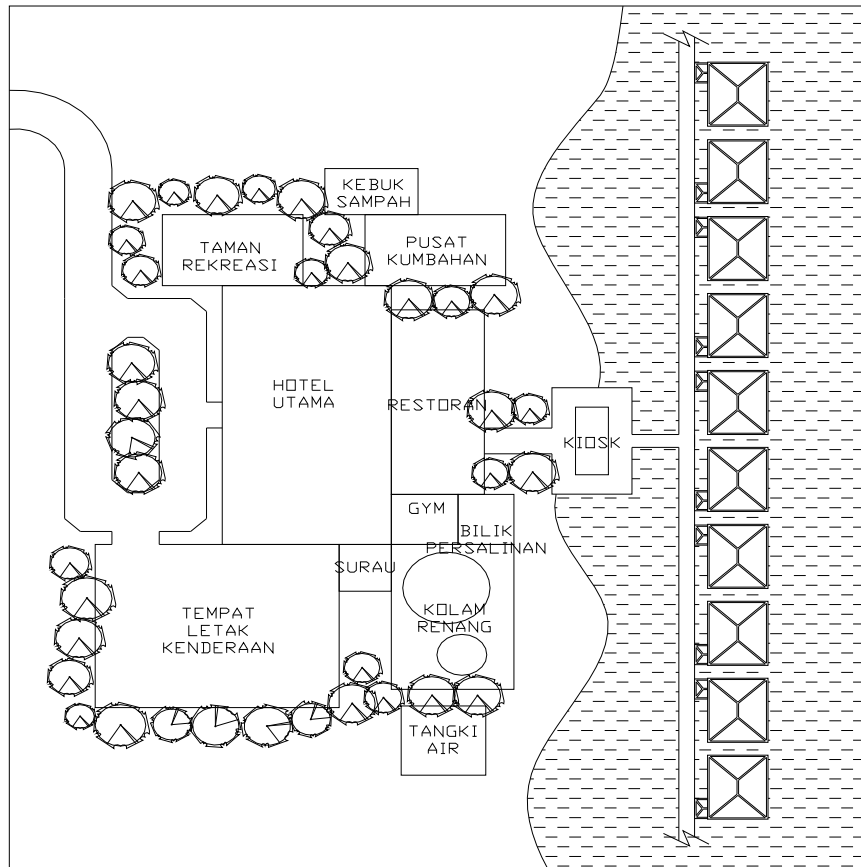 KEBUK
SAMPAH
TAMAN
REKREASI
PUSAT
KUMBAHAN
HOTEL
UTAMA
RESTORAN
KIOSK
GYM
BILIK
PERSALINAN
SURAU
KOLAM
RENANG
TEMPAT
LETAK
KENDERAAN
TANGKI
AIR